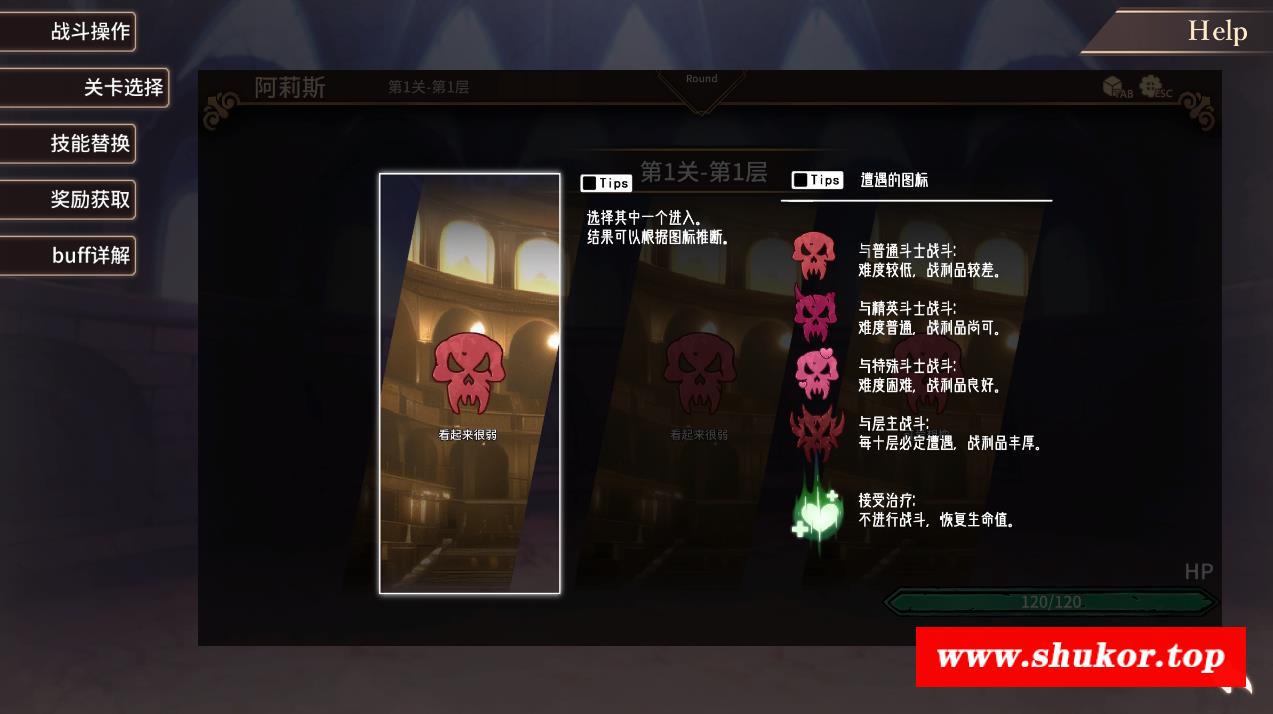 战斗操作
Help
关卡选择
阿莉斯
第1关-第1层
Round
TAB
ESC
技能替换
奖励获取
buff详解
第1关-第1层
Tips
选择其中一个进入。
结果可以根据图标推断。
Tips
遭遇的图标
与普通斗士战斗:
难度较低, 战利品较差。
与精英斗士战斗:
难度普通, 战利品尚可。
与特殊斗士战斗:
难度困难, 战利品良好。
与层主战斗:
每十层必定遭遇, 战利品丰厚。
接受治疗:
不进行战斗, 恢复生命值。
看起来很弱
看起来很弱
HP
120/120
www.shukor.top